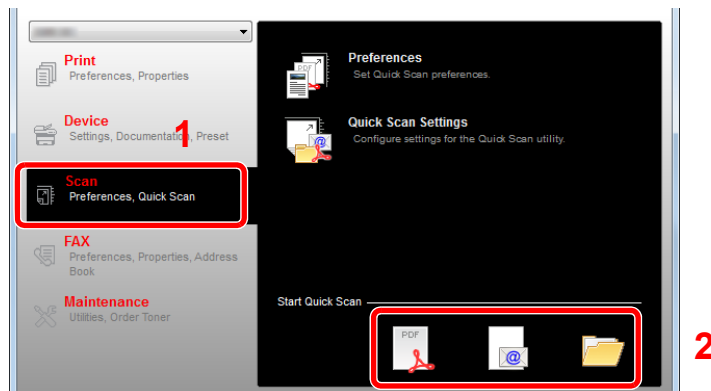 Print
Preferences, Properties
Device
Settings, Documentation, Preset
1
Scan
Preferences, Quick Scan
FAX
Preferences, Properties, Address
Book
Maintenance
Utilities, Order Toner
Preferences
Set Quick Scan preferences.
Quick Scan Settings
Configure settings for the Quick Scan utility.
Start Quick Scan
PDF
@
2